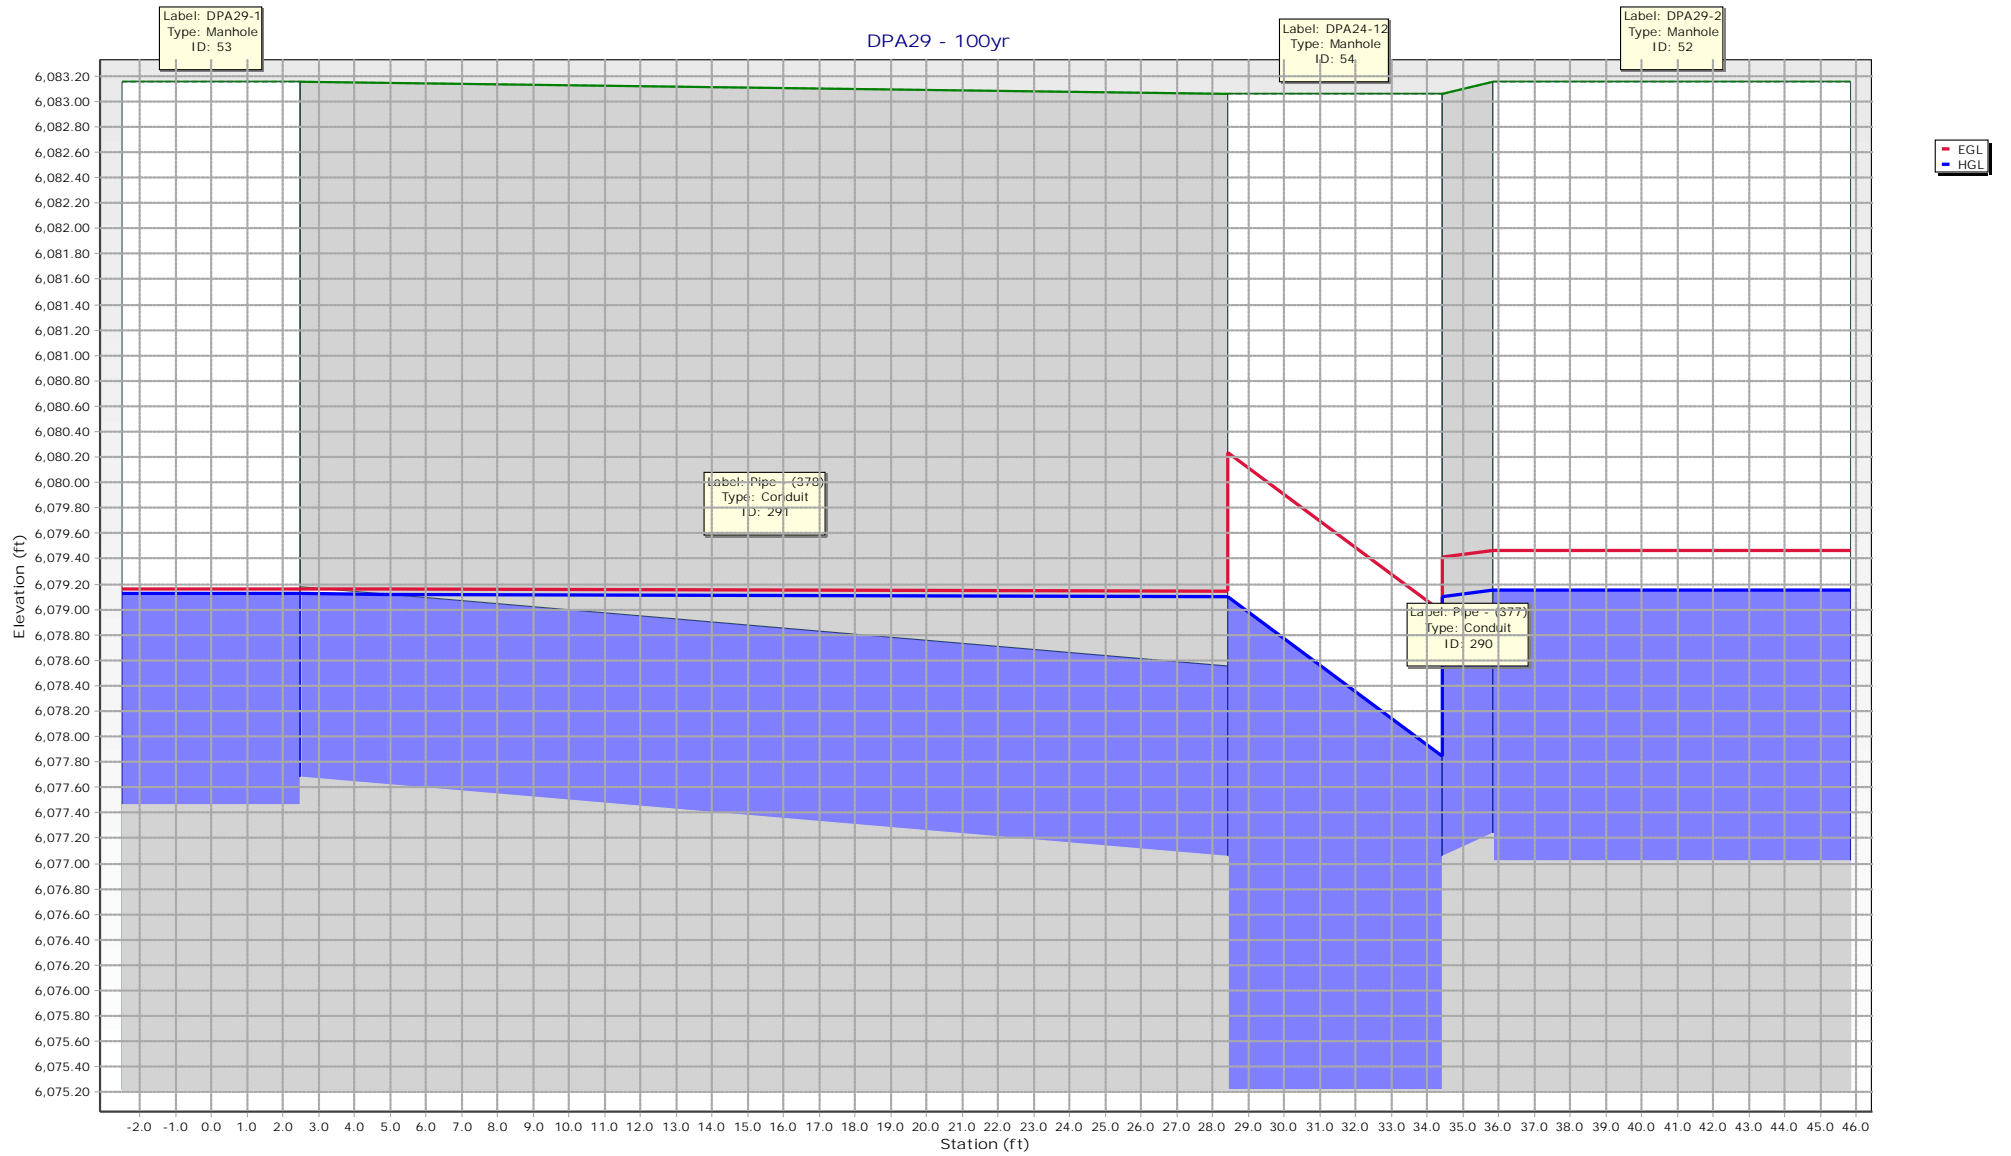 Label: DPA29-1
Type: Manhole
ID: 53
DPA29 - 100yr
Label: DPA24-12
Type: Manhole
ID: 54
Label: DPA29-2
Type: Manhole
ID: 52
EGL
HGL
6,083.20
6,083.00
6,082.80
6,082.60
6,082.40
6,082.20
6,082.00
6,081.80
6,081.60
6,081.40
6,081.20
6,081.00
6,080.80
6,080.60
6,080.40
6,080.20
6,080.00
6,079.80
6,079.60
6,079.40
6,079.20
6,079.00
6,078.80
6,078.60
6,078.40
6,078.20
6,078.00
6,077.80
6,077.60
6,077.40
6,077.20
6,077.00
6,076.80
6,076.60
6,076.40
6,076.20
6,076.00
6,075.80
6,075.60
6,075.40
6,075.20
Elevation (ft)
Label: Pipe - (378)
Type: Conduit
ID: 291
Label: Pipe - (377)
Type: Conduit
ID: 290
-2.0 -1.0 0.0 1.0 2.0 3.0 4.0 5.0 6.0 7.0 8.0 9.0 10.0 11.0 12.0 13.0 14.0 15.0 16.0 17.0 18.0 19.0 20.0 21.0 22.0 23.0 24.0 25.0 26.0 27.0 28.0 29.0 30.0 31.0 32.0 33.0 34.0 35.0 36.0 37.0 38.0 39.0 40.0 41.0 42.0 43.0 44.0 45.0 46.0
Station (ft)